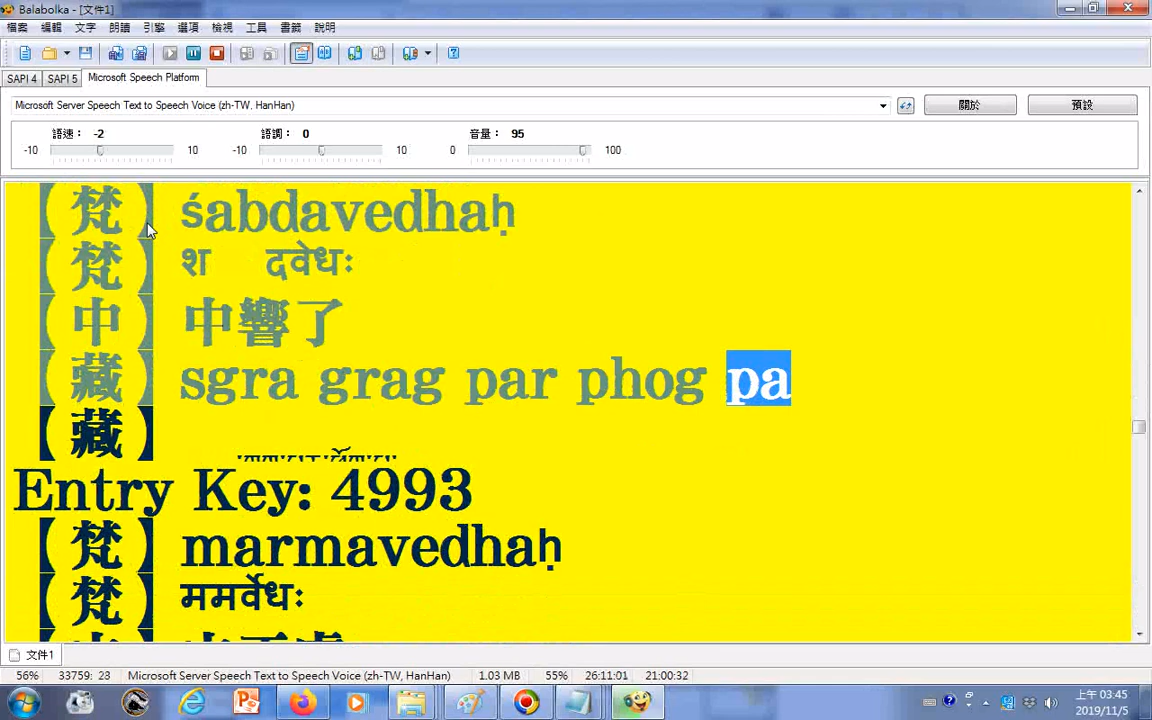 Balabolka - [文件1]
檔案 編輯 文字 朗讀 引擎 選項 檢視 工具 書籤 說明
SAPI 4 SAPI 5 Microsoft Speech Platform
Microsoft Server Speech Text to Speech Voice (zh-TW, HanHan) 關於 預設
語速： -2 語調： 0 音量： 95
-10 10 -10 10 0 100
【 梵 】 śabdavedhaḥ
【 梵 】 श दवेधः
【 中 】 中響了
【 藏 】 sgra grag par phog pa
【 藏 】
Entry Key: 4993
【 梵 】 marmavedhaḥ
【 梵 】 ममर्वेधः
文件1
56% 33759: 23 Microsoft Server Speech Text to Speech Voice (zh-TW, HanHan) 1.03 MB 55% 26:11:01 21:00:32
上午 03:45
2019/11/5